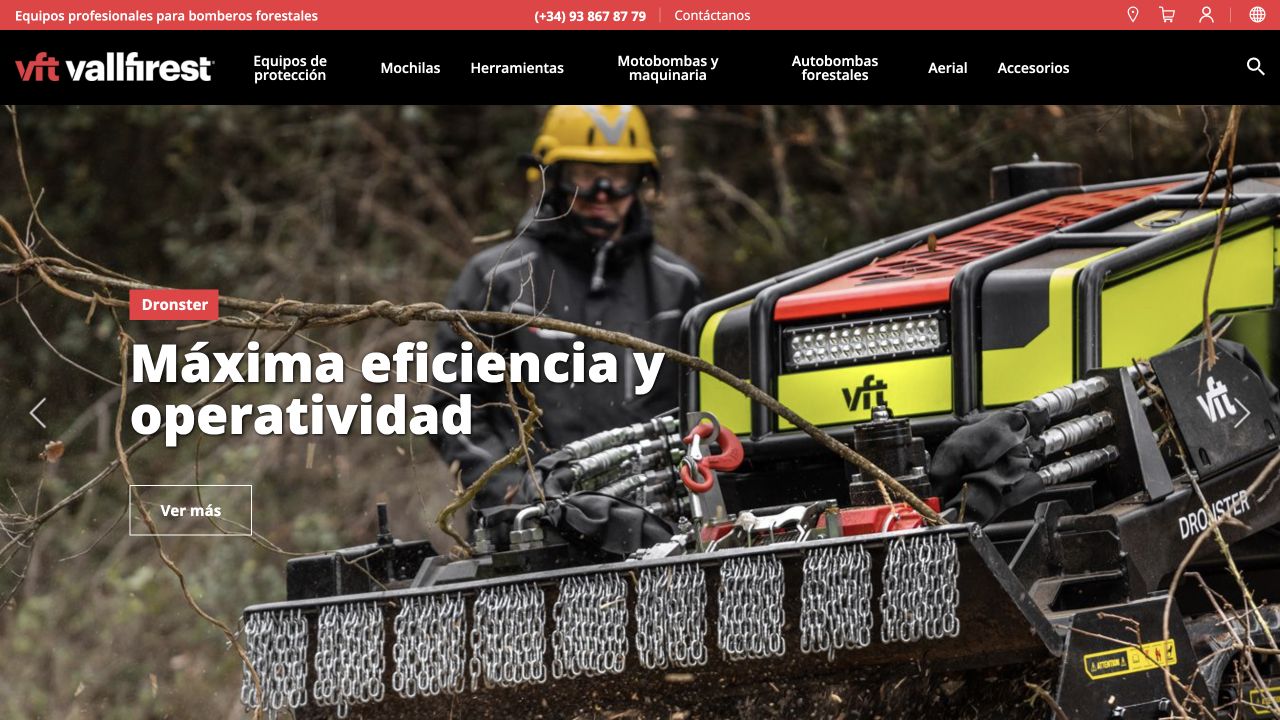 Equipos profesionales para bomberos forestales
(+34) 93 867 87 79
Contáctanos
vft vallfirest
Equipos de
protección
Mochilas
Herramientas
Motobombas y
maquinaria
Autobombas
forestales
Aerial
Accesorios
Dronster
Máxima eficiencia y
operatividad
Ver más
vft
vft
DRONSTER
ATTENTION